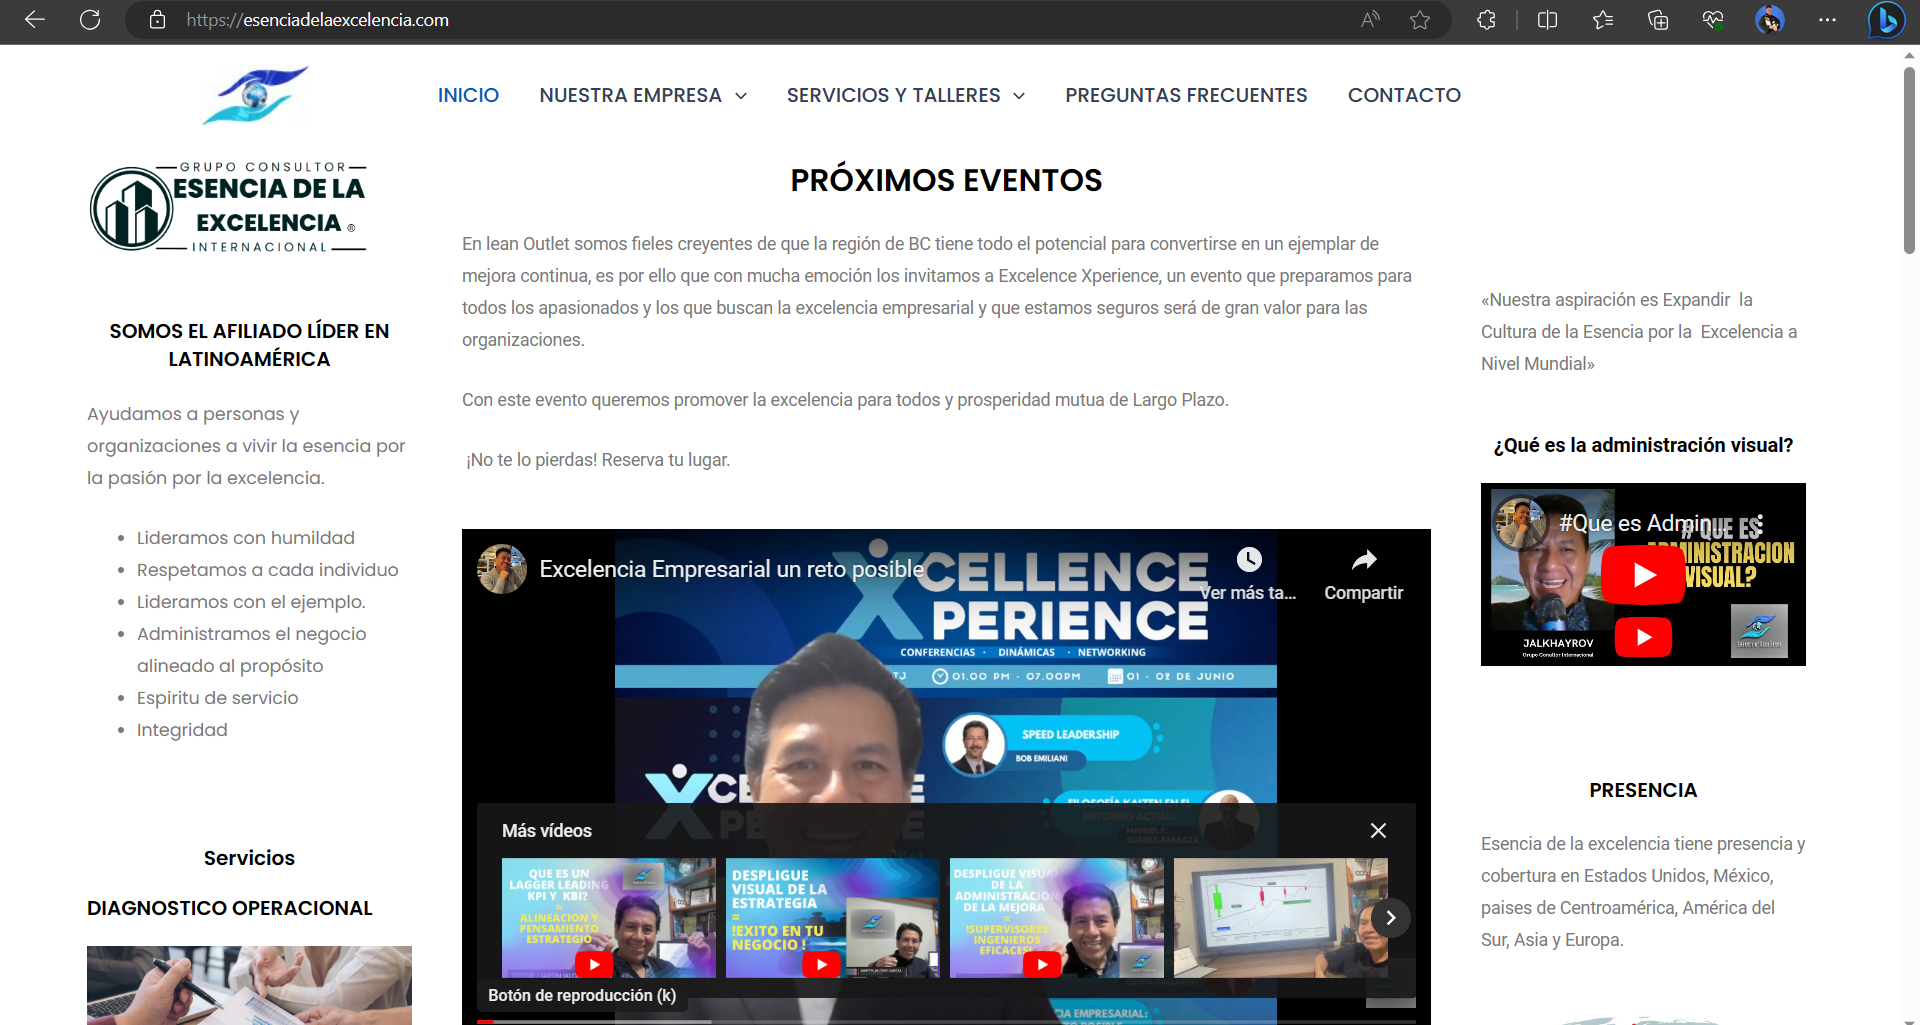 https://esenciadelaexcelencia.com
INICIO
NUESTRA EMPRESA
SERVICIOS Y TALLERES
PREGUNTAS FRECUENTES
CONTACTO
GRUPO CONSULTOR
ESENCIA DE LA
EXCELENCIA ®
INTERNACIONAL
SOMOS EL AFILIADO LÍDER EN
LATINOAMÉRICA
Ayudamos a personas y
organizaciones a vivir la esencia por
la pasión por la excelencia.
• Lideramos con humildad
• Respetamos a cada individuo
• Lideramos con el ejemplo.
• Administramos el negocio
alineado al propósito
• Espiritu de servicio
• Integridad
Servicios
DIAGNOSTICO OPERACIONAL
PRÓXIMOS EVENTOS
En lean Outlet somos fieles creyentes de que la región de BC tiene todo el potencial para convertirse en un ejemplar de
mejora continua, es por ello que con mucha emoción los invitamos a Excelence Xperience, un evento que preparamos para
todos los apasionados y los que buscan la excelencia empresarial y que estamos seguros será de gran valor para las
organizaciones.
Con este evento queremos promover la excelencia para todos y prosperidad mutua de Largo Plazo.
¡No te lo pierdas! Reserva tu lugar.
Excelencia Empresarial un reto posible
Ver más ta...
Compartir
XCELLENCE
XPERIENCE
CONFERENCIAS · DINÁMICAS · NETWORKING
TJ 01.00 PM - 07.00PM 01 - 02 DE JUNIO
SPEED LEADERSHIP
BOB EMILIANI
FILOSOFÍA KAIZEN EN EL
ENTORNO ACTUAL
MANUEL F.
SUÁREZ-BARRAZA
Más vídeos
QUE ES UN
LAGGER LEADING
KPI Y KBI?
=
ALINEACION Y
PENSAMIENTO
ESTRATEGICO
DESPLIGUE
VISUAL DE LA
ESTRATEGIA
=
!EXITO EN TU
NEGOCIO !
DESPLIGUE VISUAL
DE LA
ADMINISTRACION
DE LA MEJORA
=
!SUPERVISORES
INGENIEROS
EFICACES!
Botón de reproducción (k)
«Nuestra aspiración es Expandir  la
Cultura de la Esencia por la  Excelencia a
Nivel Mundial»
¿Qué es la administración visual?
#Que es Admin...
#QUE ES
ADMINISTRACION
VISUAL?
JALKHAYROV
Grupo Conultor Internacional
PRESENCIA
Esencia de la excelencia tiene presencia y
cobertura en Estados Unidos, México,
paises de Centroamérica, América del
Sur, Asia y Europa.